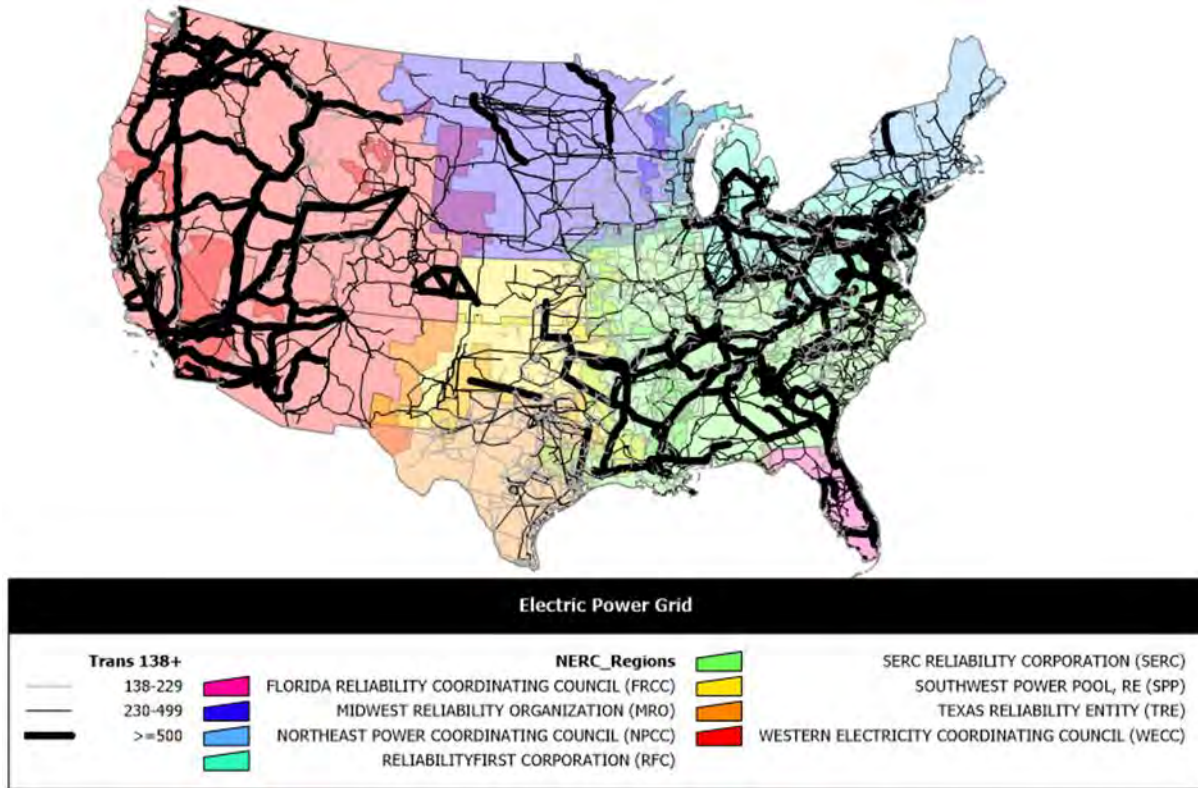 Electric Power Grid
Trans 138+
138-229
230-499
>=500
NERC_Regions
FLORIDA RELIABILITY COORDINATING COUNCIL (FRCC)
MIDWEST RELIABILITY ORGANIZATION (MRO)
NORTHEAST POWER COORDINATING COUNCIL (NPCC)
RELIABILITYFIRST CORPORATION (RFC)
SERC RELIABILITY CORPORATION (SERC)
SOUTHWEST POWER POOL, RE (SPP)
TEXAS RELIABILITY ENTITY (TRE)
WESTERN ELECTRICITY COORDINATING COUNCIL (WECC)